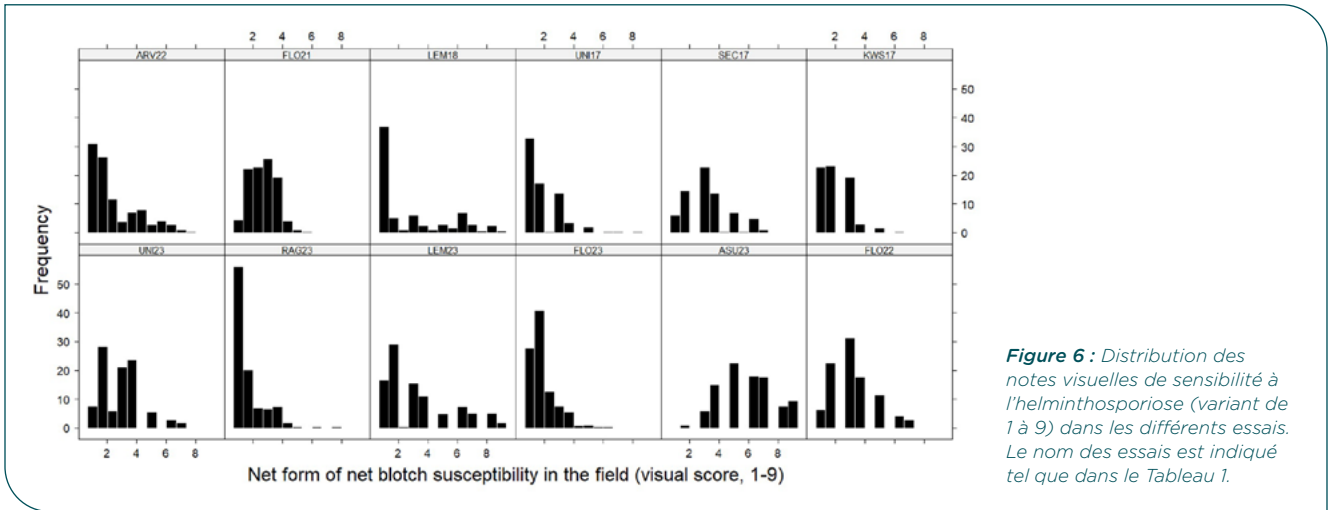 2 4 6 8 2 4 6 8 2 4 6 8
ARV22 FLO21 LEM18 UNI17 SEC17 KWS17
50
40
30
20
10
0
Frequency
UNI23 RAG23 LEM23 FLO23 ASU23 FLO22
50
40
30
20
10
0
2 4 6 8 2 4 6 8 2 4 6 8
Net form of net blotch susceptibility in the field (visual score, 1-9)
Figure 6 : Distribution des
notes visuelles de sensibilité à
l'helminthosporiose (variant de
1 à 9) dans les différents essais.
Le nom des essais est indiqué
tel que dans le Tableau 1.